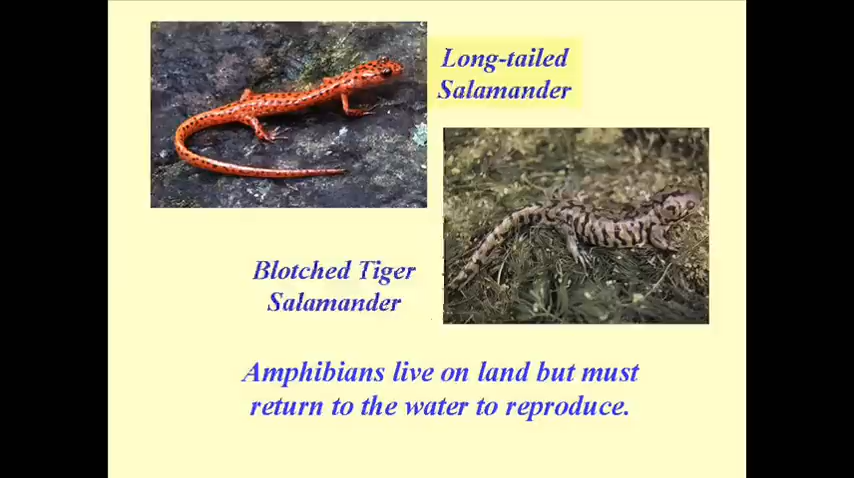 Long-tailed
Salamander
Blotched Tiger
Salamander
Amphibians live on land but must
return to the water to reproduce.